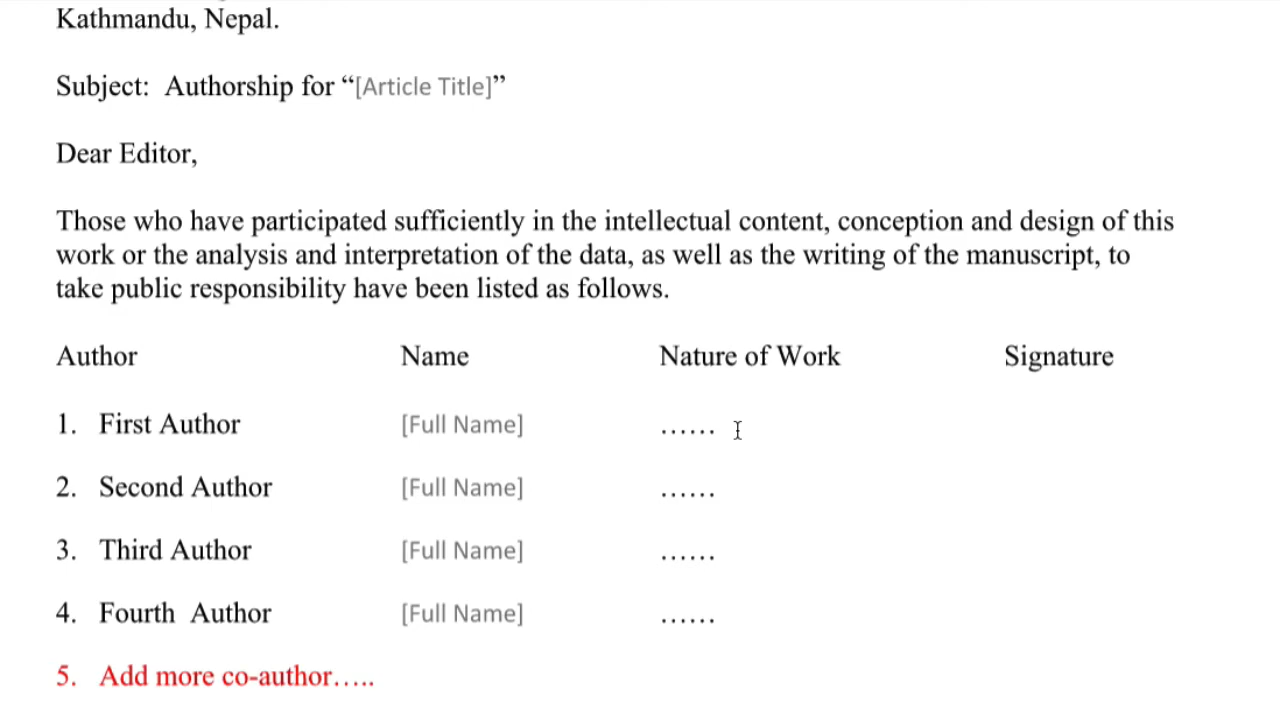 Kathmandu, Nepal.
Subject: Authorship for “[Article Title]”
Dear Editor,
Those who have participated sufficiently in the intellectual content, conception and design of this
work or the analysis and interpretation of the data, as well as the writing of the manuscript, to
take public responsibility have been listed as follows.
Author Name Nature of Work Signature
1. First Author [Full Name] ......
2. Second Author [Full Name] ......
3. Third Author [Full Name] ......
4. Fourth Author [Full Name] ......
5. Add more co-author.....